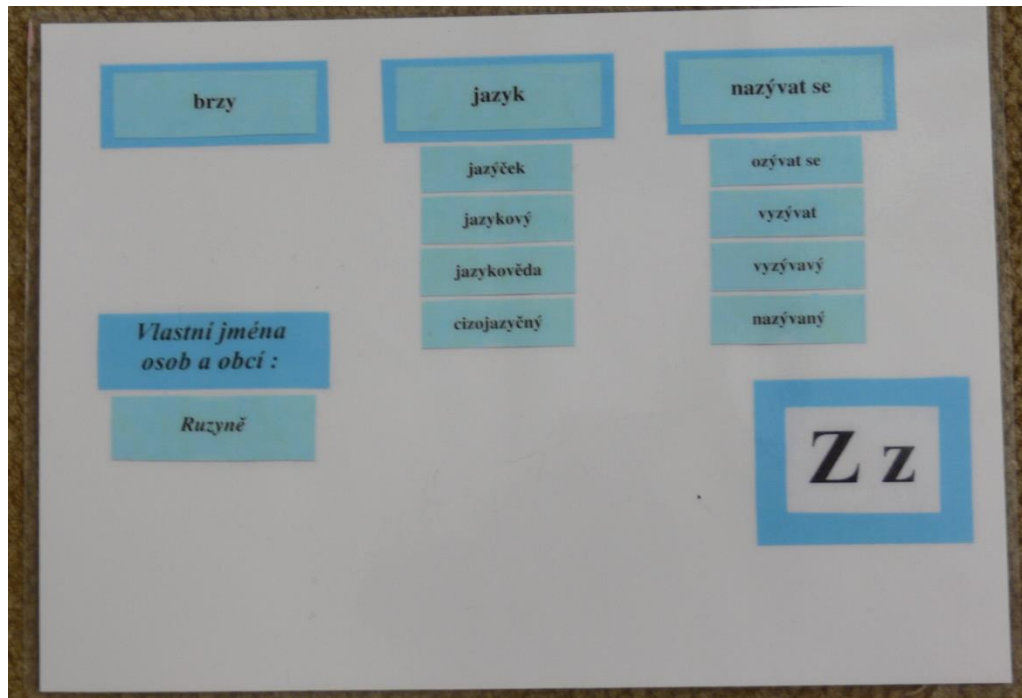 brzy
jazyk
jazýček
jazykový
jazykověda
cizojazyčný
nazývat se
ozývat se
vyzývat
vyzývavý
nazývaný
Vlastní jména
osob a obcí :
Ruzyně
Z z